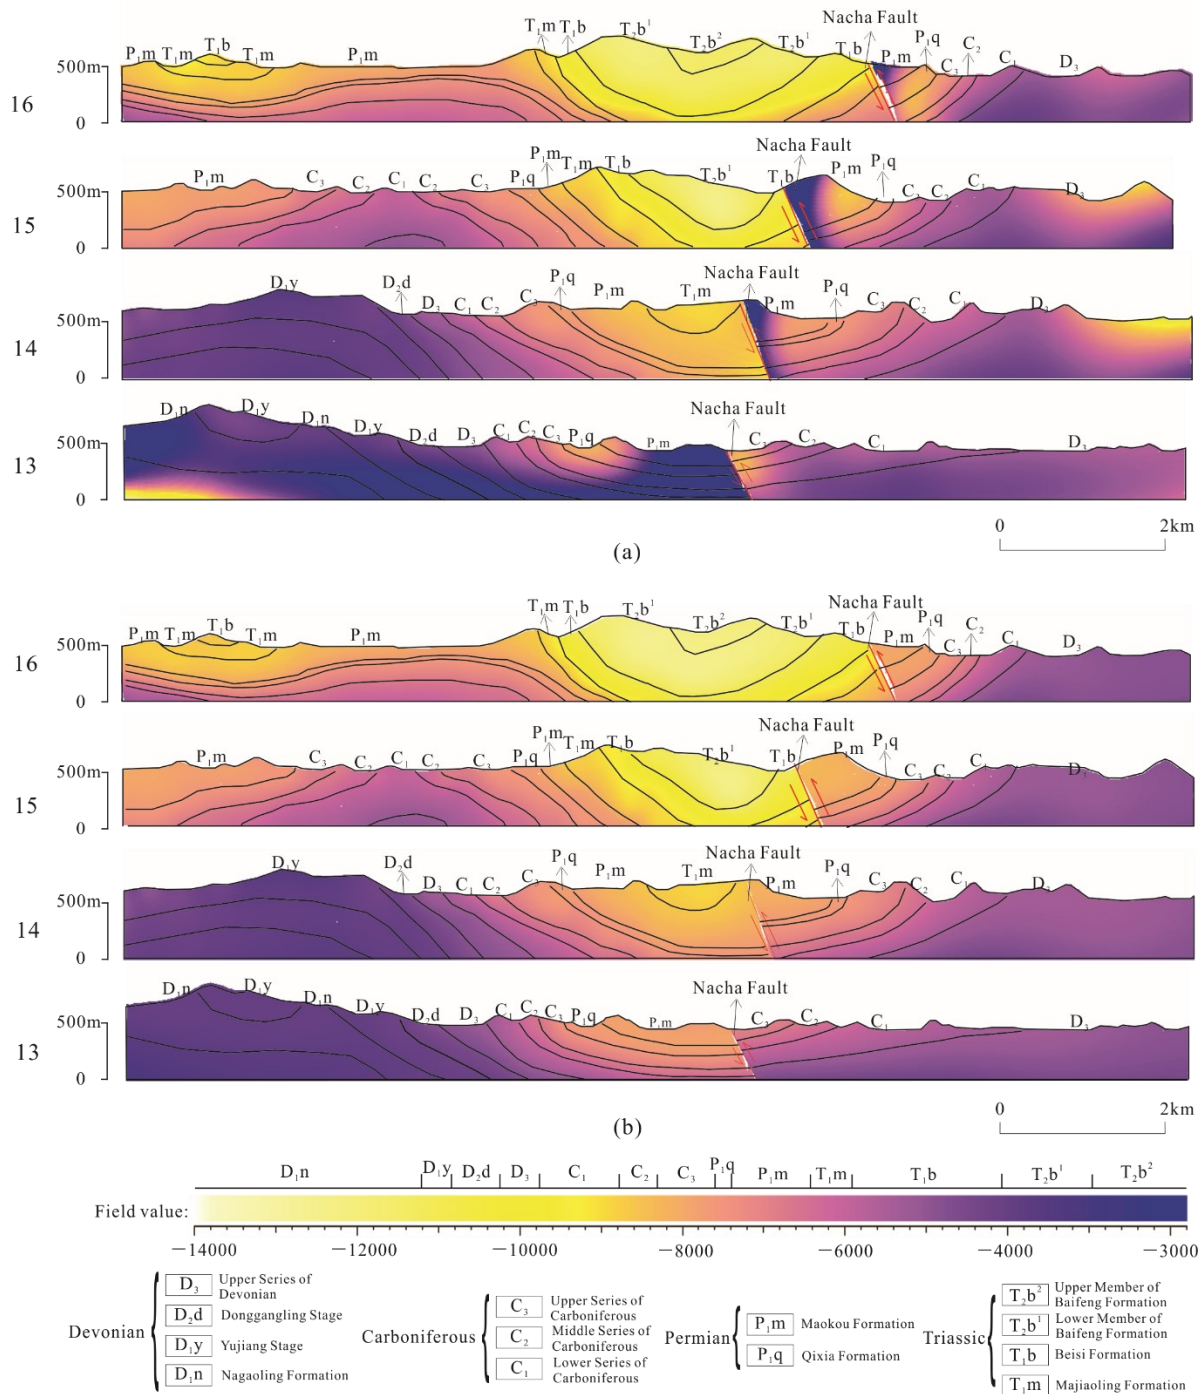 Nacha Fault
P₁m T₁m T₁b T₁m P₁m T₁m T₁b T₂b¹ T₂b² T₂b¹ T₁b P₁m P₁q C₃ C₂ C₁ D₃
500m
16
0
Nacha Fault
P₁m C₃ C₂ C₁ C₂ C₃ P₁q P₁m T₁m T₁b T₂b¹ T₁b P₁m P₁q C₃ C₂ C₁ D₃
500m
15
0
Nacha Fault
D₁y D₂d D₃ C₁ C₂ C₃ P₁q P₁m T₁m P₁m P₁q C₃ C₂ C₁ D₃
500m
14
0
Nacha Fault
D₁n D₁y D₁n D₁y D₂d D₃ C₁ C₂ C₃ P₁q P₁m C₃ C₂ C₁ D₃
500m
13
0
0 2km
(a)
Nacha Fault
P₁m T₁m T₁b T₁m P₁m T₁m T₁b T₂b¹ T₂b² T₂b¹ T₁b P₁m P₁q C₃ C₂ C₁ D₃
500m
16
0
Nacha Fault
P₁m C₃ C₂ C₁ C₂ C₃ P₁q P₁m T₁m T₁b T₂b¹ T₁b P₁m P₁q C₃ C₂ C₁ D₃
500m
15
0
Nacha Fault
D₁y D₂d D₃ C₁ C₂ C₃ P₁q P₁m T₁m P₁m P₁q C₃ C₂ C₁ D₃
500m
14
0
Nacha Fault
D₁n D₁y D₁n D₁y D₂d D₃ C₁ C₂ C₃ P₁q P₁m C₃ C₂ C₁ D₃
500m
13
0
0 2km
(b)
D₁n D₁y D₂d D₃ C₁ C₂ C₃ P₁q P₁m T₁m T₁b T₂b¹ T₂b²
Field value:
−14000 −12000 −10000 −8000 −6000 −4000 −3000
Devonian
D₃ Upper Series of Devonian
D₂d Donggangling Stage
D₁y Yujiang Stage
D₁n Nagaoling Formation
Carboniferous
C₃ Upper Series of Carboniferous
C₂ Middle Series of Carboniferous
C₁ Lower Series of Carboniferous
Permian
P₁m Maokou Formation
P₁q Qixia Formation
Triassic
T₂b² Upper Member of Baifeng Formation
T₂b¹ Lower Member of Baifeng Formation
T₁b Beisi Formation
T₁m Majiaoling Formation